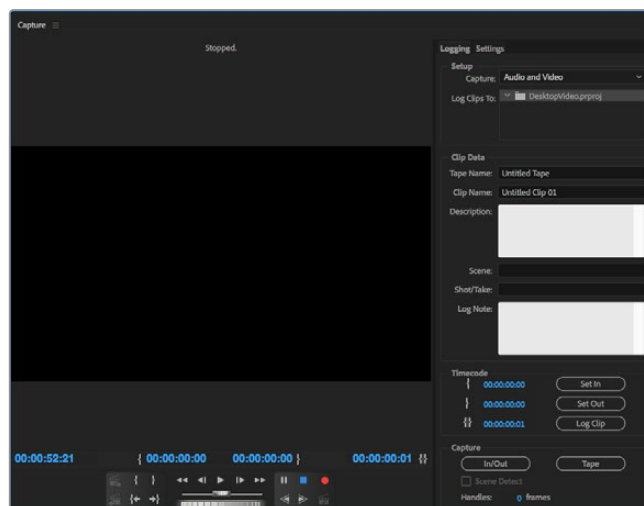 Capture
Stopped.
Logging Settings
Setup
Capture: Audio and Video
Log Clips To: DesktopVideo.prproj
Clip Data
Tape Name: Untitled Tape
Clip Name: Untitled Clip 01
Description:
Scene:
Shot/Take:
Log Note:
Timecode
{ 00:00:00:00 Set In
} 00:00:00:00 Set Out
{} 00:00:00:01 Log Clip
00:00:52:21 { 00:00:00:00 00:00:00:00 } 00:00:00:01 {}
Capture
In/Out Tape
Scene Detect
Handles: 0 frames